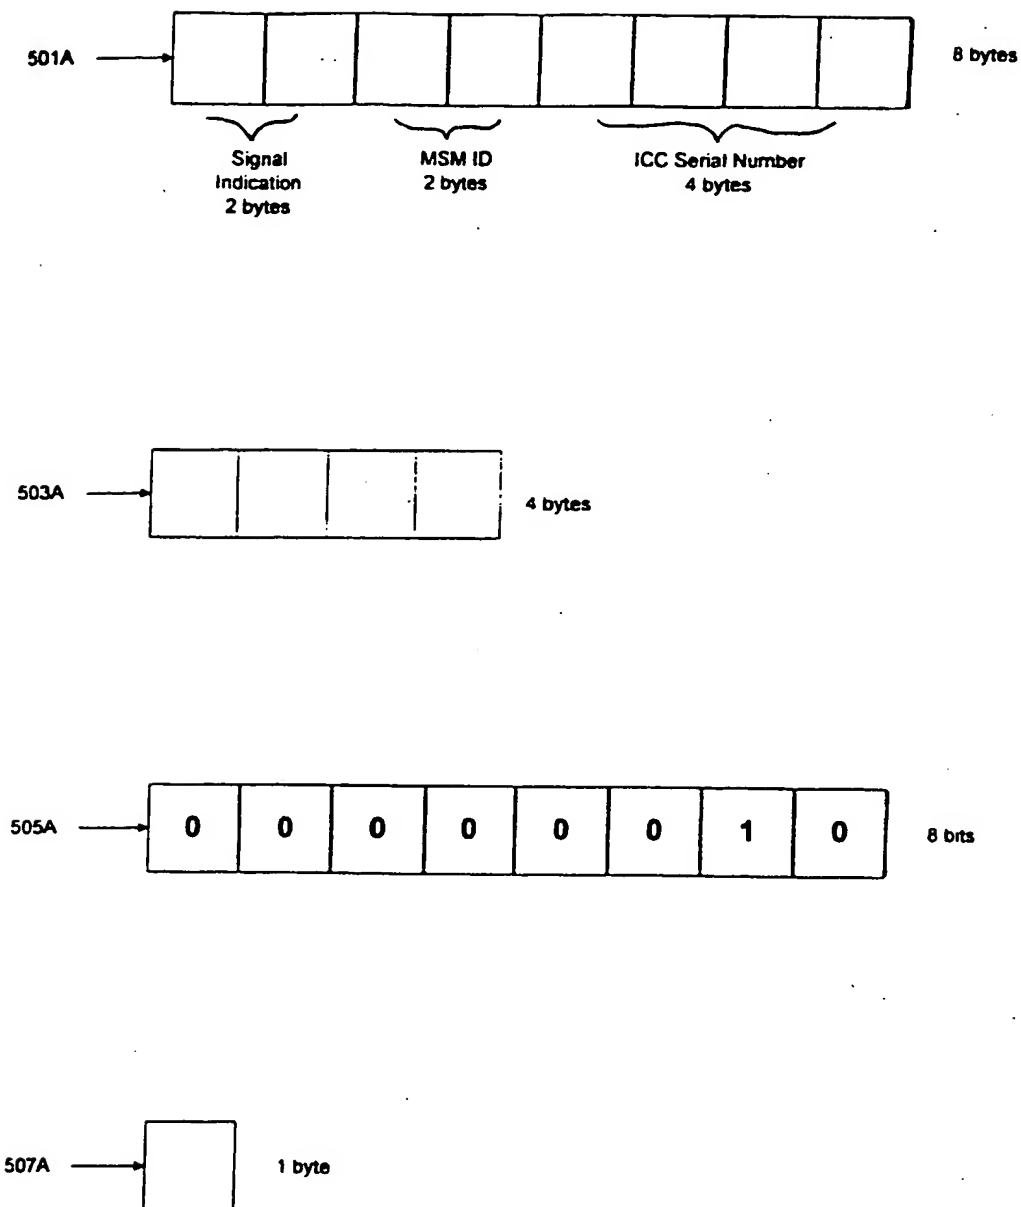 501A
8 bytes
Signal
Indication
2 bytes
MSM ID
2 bytes
ICC Serial Number
4 bytes
503A
4 bytes
505A
0 0 0 0 0 0 1 0
8 bits
507A
1 byte